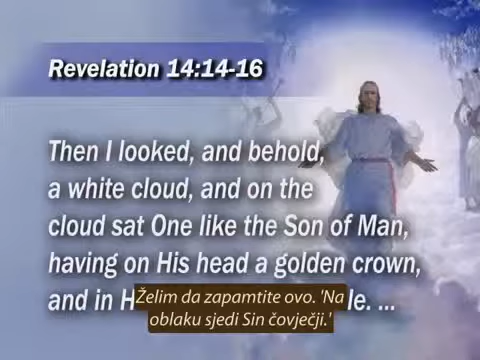 Revelation 14:14-16
Then I looked, and behold,
a white cloud, and on the
cloud sat One like the Son of Man,
having on His head a golden crown,
and in H le. ...
Želim da zapamtite ovo. 'Na
oblaku sjedi Sin čovječji.'